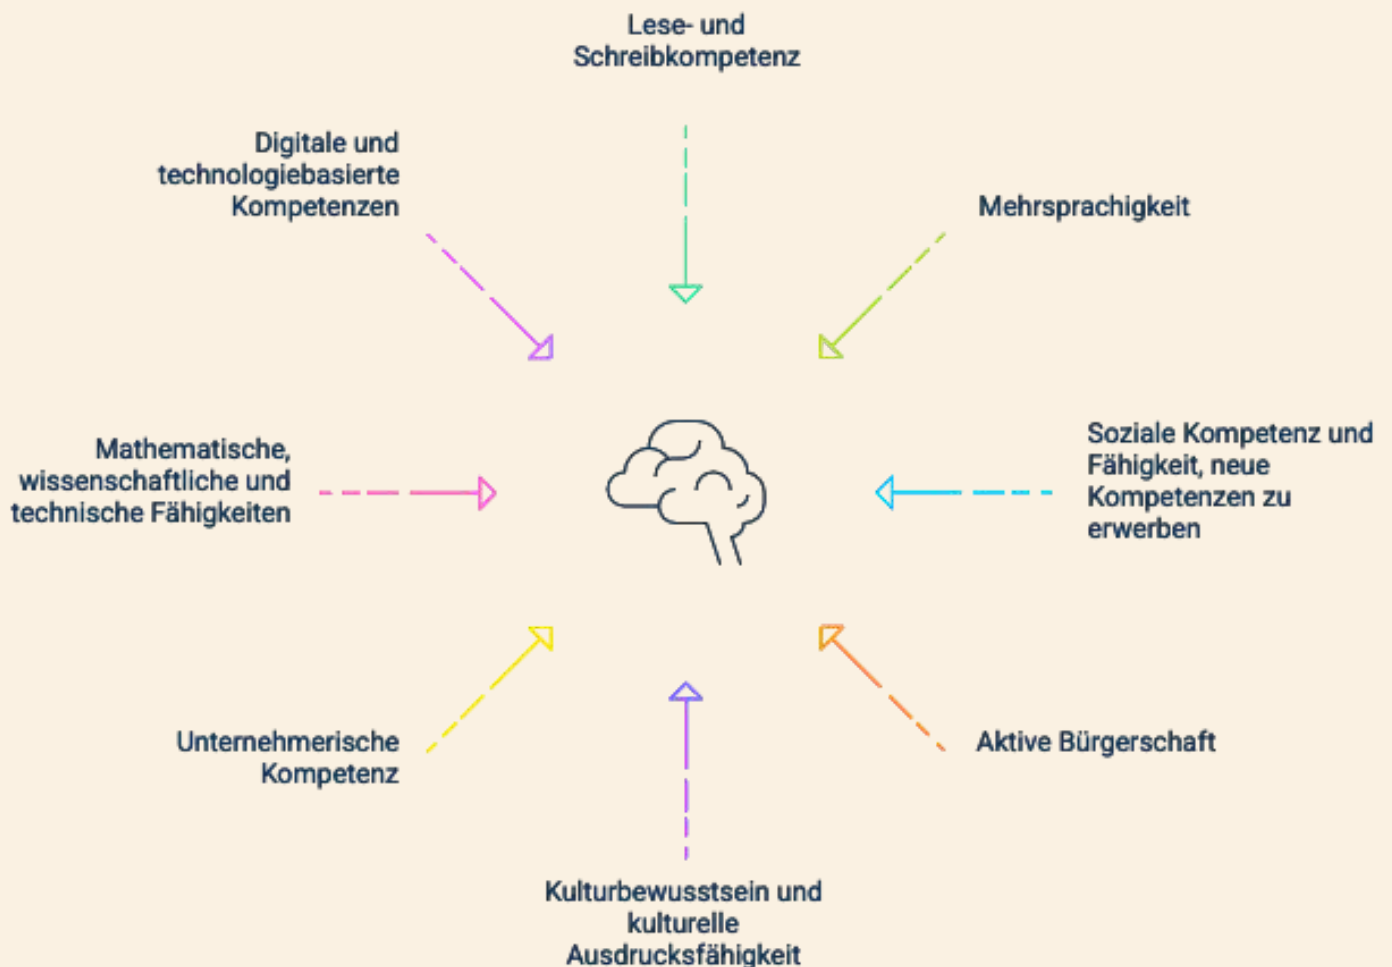 Lese- und
Schreibkompetenz
Digitale und
technologiebasierte
Kompetenzen
Mehrsprachigkeit
Mathematische,
wissenschaftliche und
technische Fähigkeiten
Soziale Kompetenz und
Fähigkeit, neue
Kompetenzen zu
erwerben
Unternehmerische
Kompetenz
Aktive Bürgerschaft
Kulturbewusstsein und
kulturelle
Ausdrucksfähigkeit